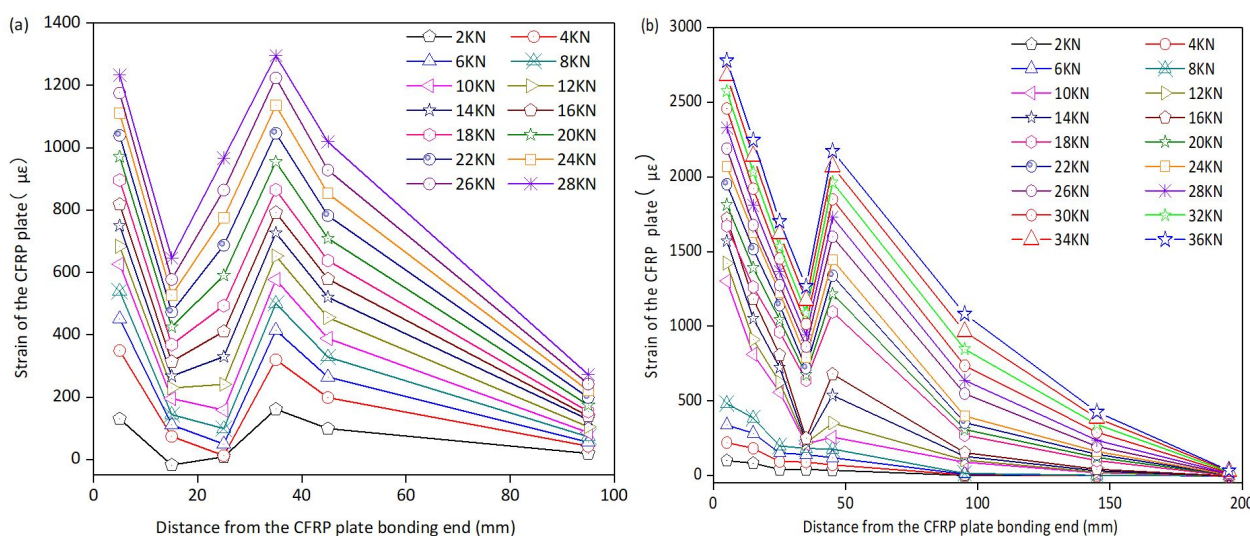 (a)
1400
1200
1000
800
600
400
200
0
Strain of the CFRP plate ( με)
2KN 4KN
6KN 8KN
10KN 12KN
14KN 16KN
18KN 20KN
22KN 24KN
26KN 28KN
0 20 40 60 80 100
Distance from the CFRP plate bonding end (mm)
(b)
3000
2500
2000
1500
1000
500
0
Strain of the CFRP plate ( με)
2KN 4KN
6KN 8KN
10KN 12KN
14KN 16KN
18KN 20KN
22KN 24KN
26KN 28KN
30KN 32KN
34KN 36KN
0 50 100 150 200
Distance from the CFRP plate bonding end (mm)